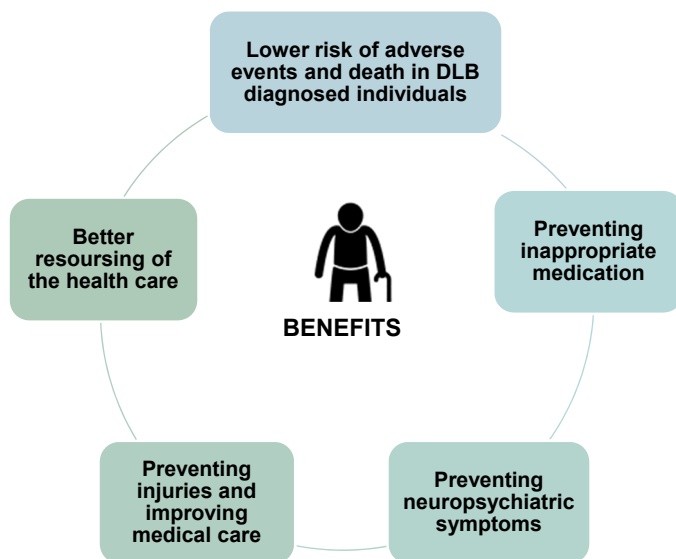 Lower risk of adverse
events and death in DLB
diagnosed individuals
Preventing
inappropriate
medication
Preventing
neuropsychiatric
symptoms
Preventing
injuries and
improving
medical care
Better
resoursing of
the health care
BENEFITS